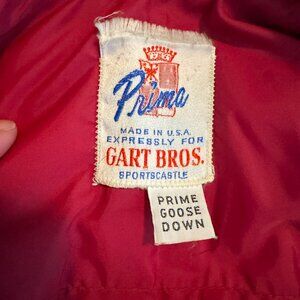 Prima
MADE IN U.S.A.
EXPRESSLY FOR
GART BROS.
SPORTSCASTLE
PRIME
GOOSE
DOWN